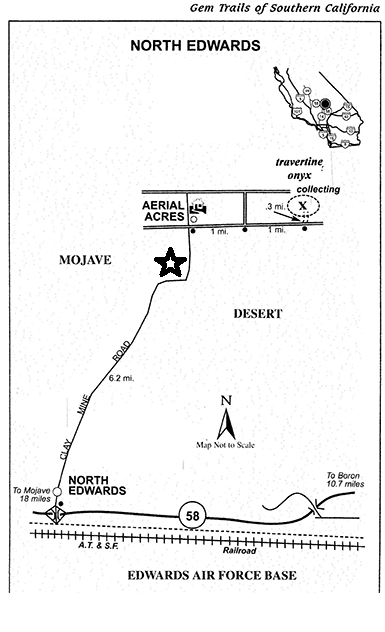 Gem Trails of Southern California
NORTH EDWARDS
travertine
onyx
collecting
AERIAL
ACRES
.3 mi.
X
1 mi.
1 mi.
MOJAVE
DESERT
CLAY MINE ROAD
6.2 mi.
N
Map Not to Scale
NORTH
EDWARDS
To Mojave
18 miles
To Boron
10.7 miles
58
A.T. & S.F.
Railroad
EDWARDS AIR FORCE BASE